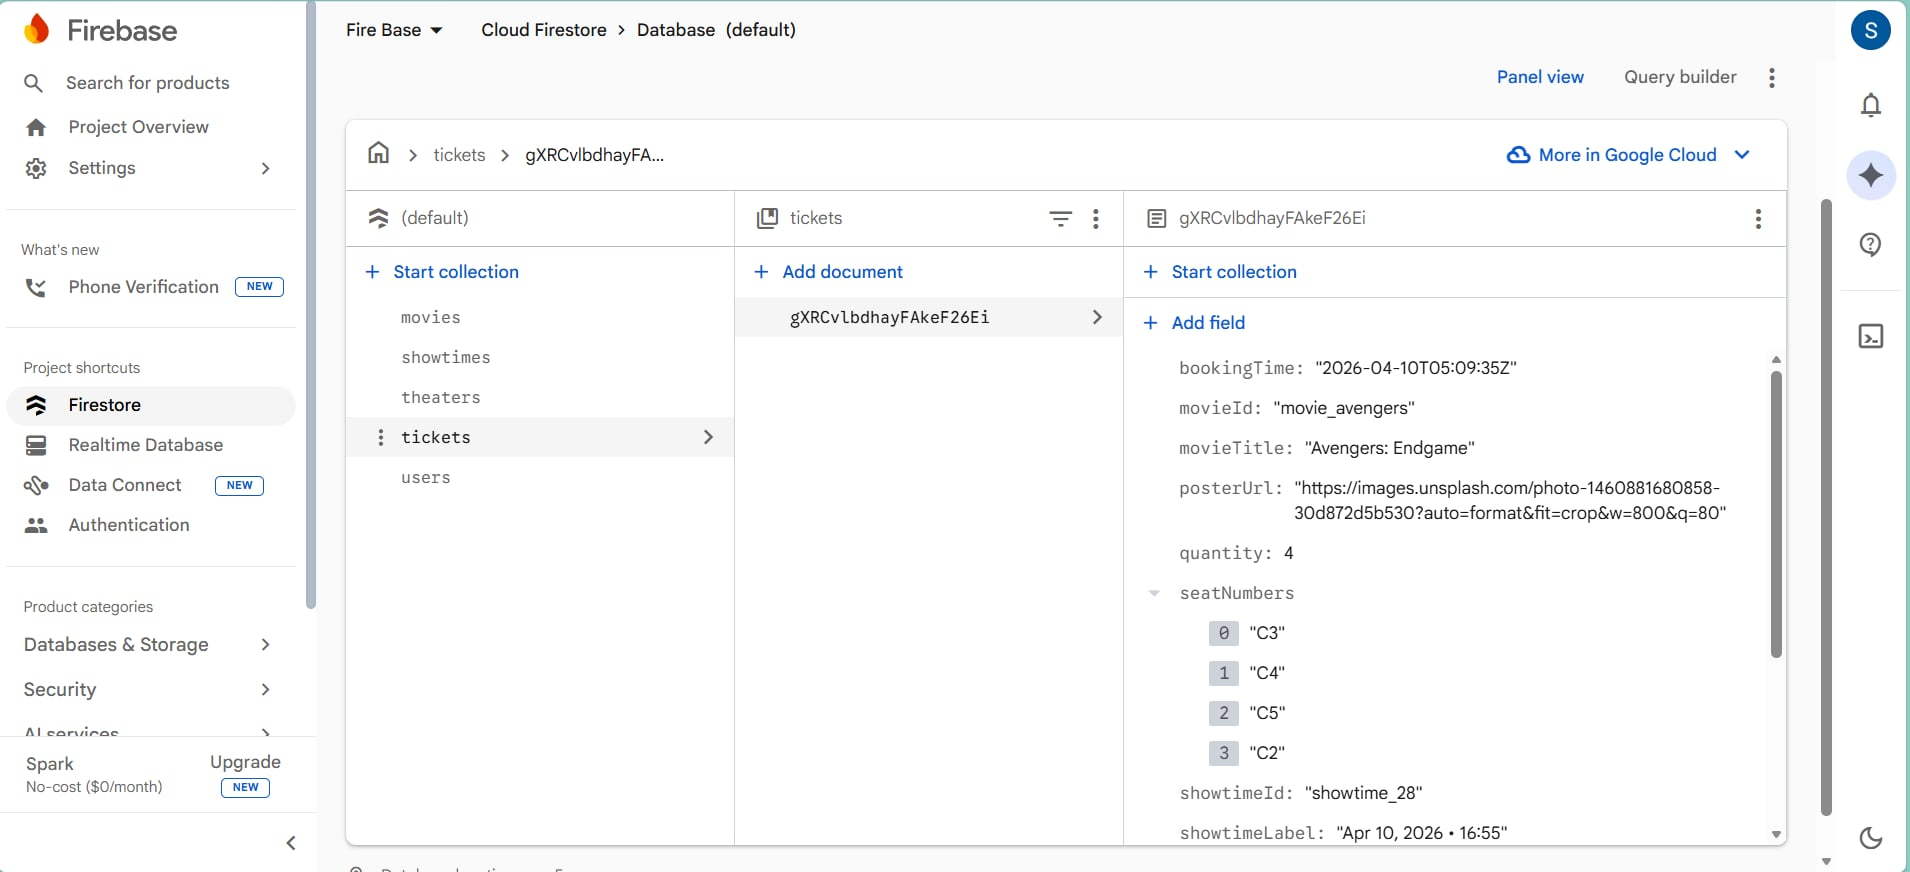 Firebase
Search for products
Project Overview
Settings
What's new
Phone Verification NEW
Project shortcuts
Firestore
Realtime Database
Data Connect NEW
Authentication
Product categories
Databases & Storage
Security
AI services
Spark
No-cost ($0/month)
Upgrade
NEW
Fire Base
Cloud Firestore > Database (default)
Panel view
Query builder
S
tickets > gXRCvlbdhayFA...
More in Google Cloud
(default)
+ Start collection
movies
showtimes
theaters
tickets
users
tickets
+ Add document
gXRCvlbdhayFAkeF26Ei
gXRCvlbdhayFAkeF26Ei
+ Start collection
+ Add field
bookingTime: "2026-04-10T05:09:35Z"
movieId: "movie_avengers"
movieTitle: "Avengers: Endgame"
posterUrl: "https://images.unsplash.com/photo-1460881680858-
30d872d5b530?auto=format&fit=crop&w=800&q=80"
quantity: 4
seatNumbers
0 "C3"
1 "C4"
2 "C5"
3 "C2"
showtimeId: "showtime_28"
showtimeLabel: "Apr 10, 2026 • 16:55"